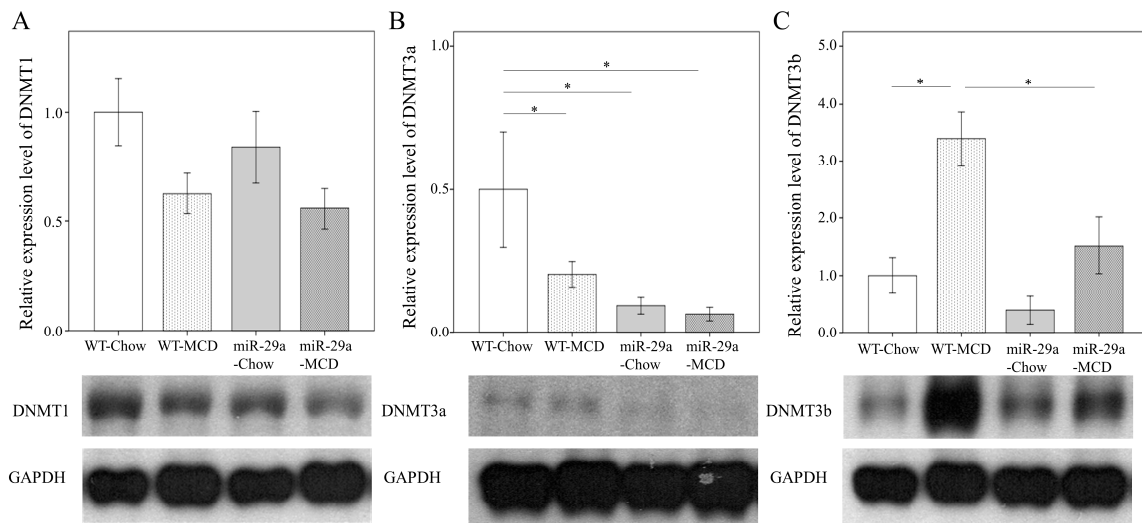 A
Relative expression level of DNMT1
1.0
0.5
0.0
WT-Chow
WT-MCD
miR-29a
-Chow
miR-29a
-MCD
DNMT1
GAPDH
B
Relative expression level of DNMT3a
1.0
0.5
0.0
*
*
*
WT-Chow
WT-MCD
miR-29a
-Chow
miR-29a
-MCD
DNMT3a
GAPDH
C
Relative expression level of DNMT3b
5.0
4.0
3.0
2.0
1.0
0.0
*
*
WT-Chow
WT-MCD
miR-29a
-Chow
miR-29a
-MCD
DNMT3b
GAPDH